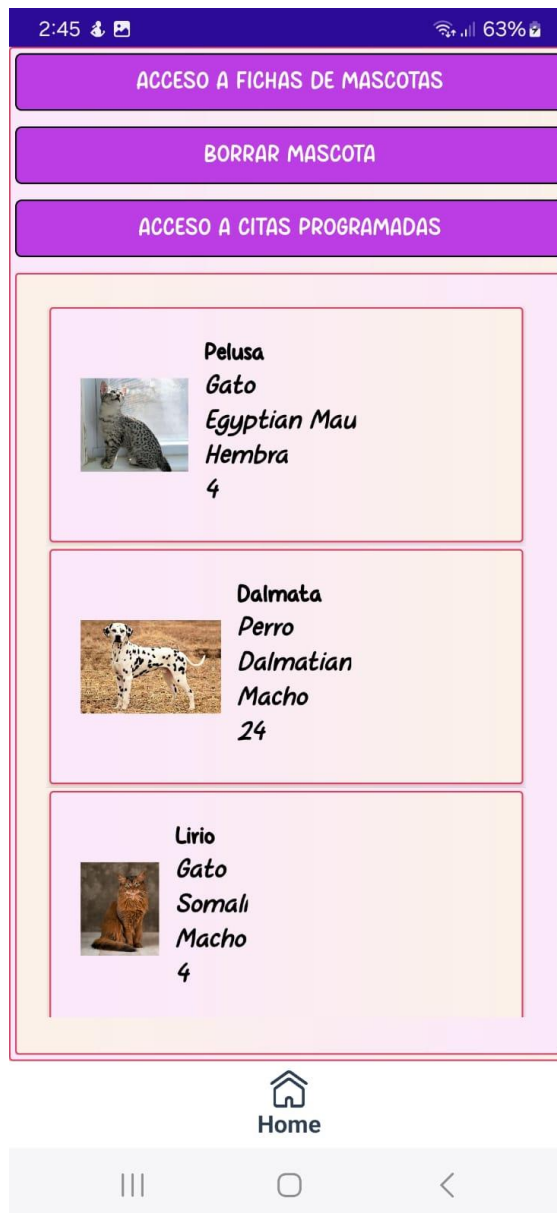 2:45
63%
ACCESO A FICHAS DE MASCOTAS
BORRAR MASCOTA
ACCESO A CITAS PROGRAMADAS
Pelusa
Gato
Egyptian Mau
Hembra
4
Dalmata
Perro
Dalmatian
Macho
24
Lirio
Gato
Somali
Macho
4
Home